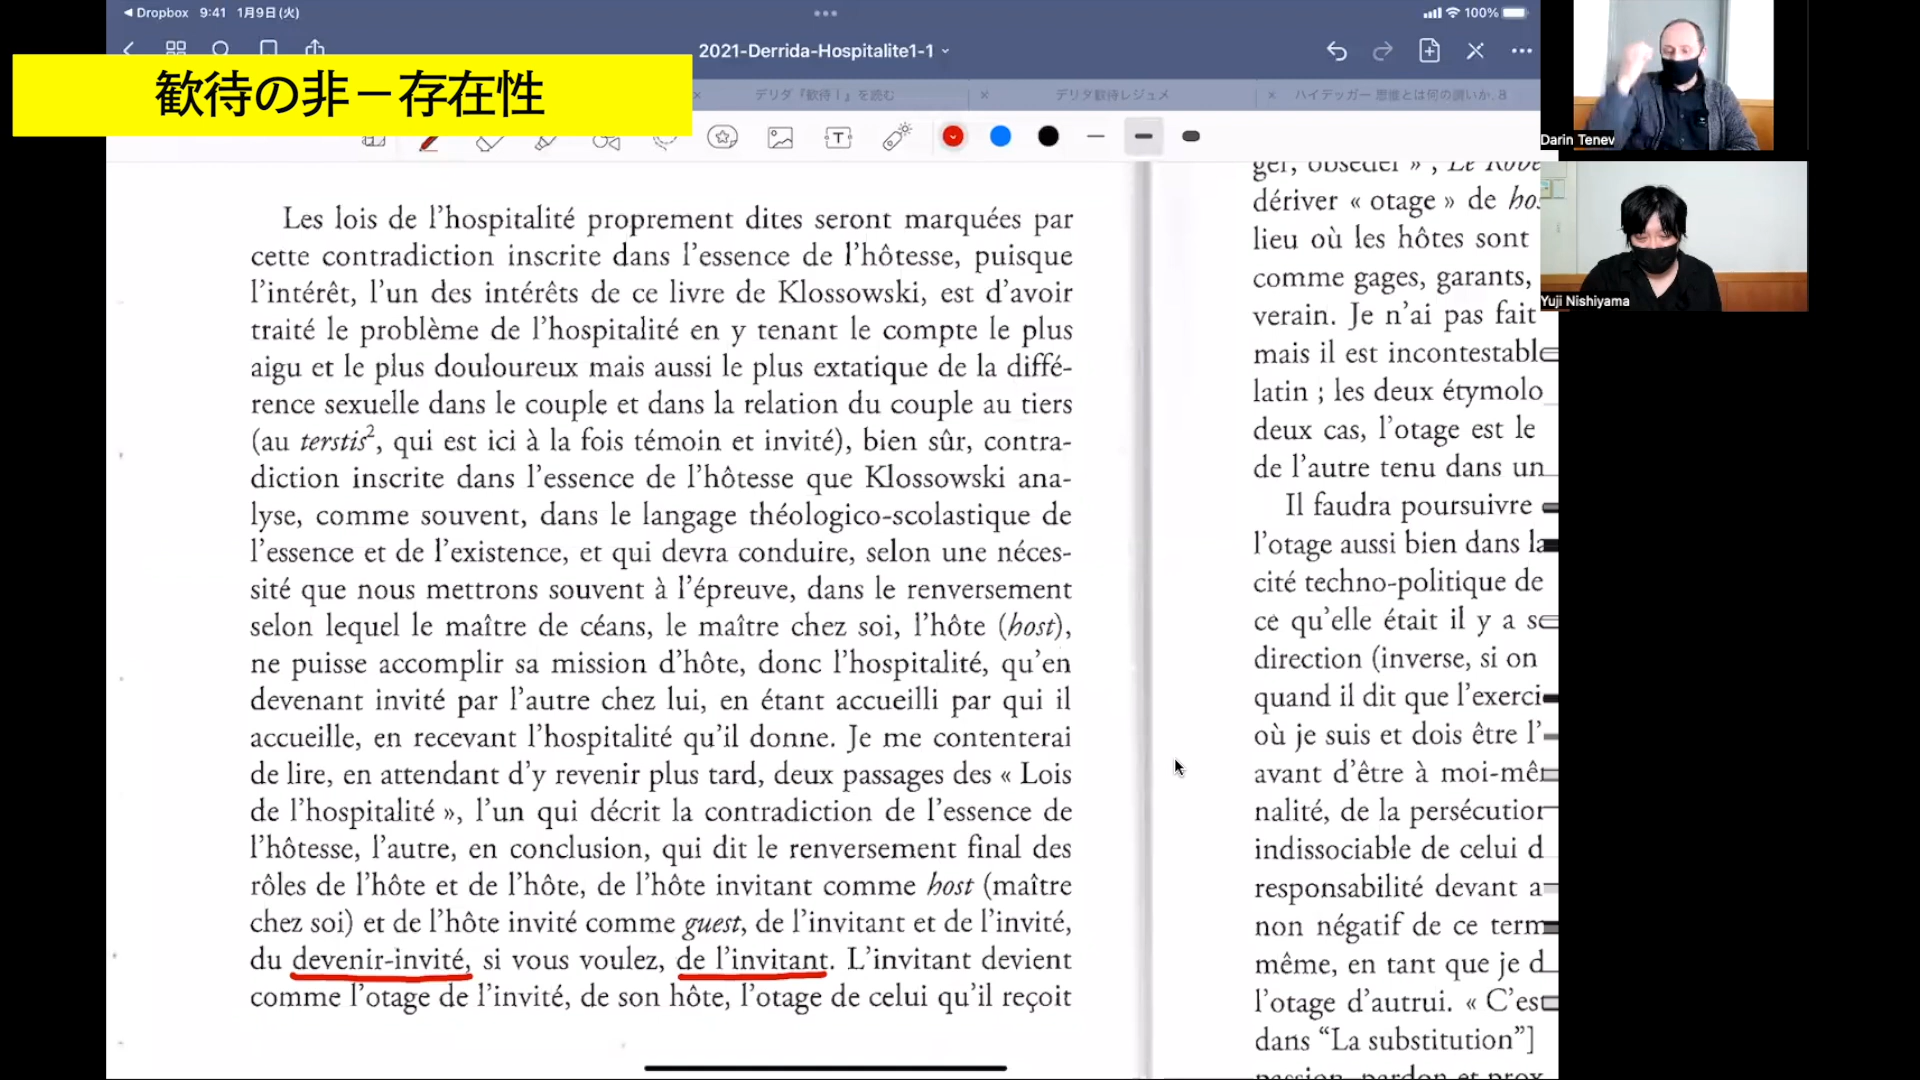 Dropbox 9:41 1月9日(火)
100%
2021-Derrida-Hospitalite1-1
歓待の非−存在性
デリダ『歓待Ⅰ』を読む
デリダ歓待レジュメ
Darin Tenev
Yuji Nishiyama
Les lois de l'hospitalité proprement dites seront marquées par
cette contradiction inscrite dans l'essence de l'hôtesse, puisque
l'intérêt, l'un des intérêts de ce livre de Klossowski, est d'avoir
traité le problème de l'hospitalité en y tenant le compte le plus
aigu et le plus douloureux mais aussi le plus extatique de la diffé-
rence sexuelle dans le couple et dans la relation du couple au tiers
(au terstis², qui est ici à la fois témoin et invité), bien sûr, contra-
diction inscrite dans l'essence de l'hôtesse que Klossowski ana-
lyse, comme souvent, dans le langage théologico-scolastique de
l'essence et de l'existence, et qui devra conduire, selon une néces-
sité que nous mettrons souvent à l'épreuve, dans le renversement
selon lequel le maître de céans, le maître chez soi, l'hôte (host),
ne puisse accomplir sa mission d'hôte, donc l'hospitalité, qu'en
devenant invité par l'autre chez lui, en étant accueilli par qui il
accueille, en recevant l'hospitalité qu'il donne. Je me contenterai
de lire, en attendant d'y revenir plus tard, deux passages des « Lois
de l'hospitalité », l'un qui décrit la contradiction de l'essence de
l'hôtesse, l'autre, en conclusion, qui dit le renversement final des
rôles de l'hôte et de l'hôte, de l'hôte invitant comme host (maître
chez soi) et de l'hôte invité comme guest, de l'invitant et de l'invité,
du devenir-invité, si vous voulez, de l'invitant. L'invitant devient
comme l'otage de l'invité, de son hôte, l'otage de celui qu'il reçoit
dériver « otage » de
lieu où les hôtes sont
comme gages, garants,
verain. Je n'ai pas fait
mais il est incontestable
latin ; les deux étymolo
deux cas, l'otage est le
de l'autre tenu dans un
Il faudra poursuivre
l'otage aussi bien dans la
cité techno-politique de
ce qu'elle était il y a
direction (inverse, si on
quand il dit que l'exerci
où je suis et dois être l'
avant d'être à moi-mê
nalité, de la persécution
indissociable de celui d
responsabilité devant
non négatif de ce term
même, en tant que je d
l'otage d'autrui. « C'es
dans “La substitution”]